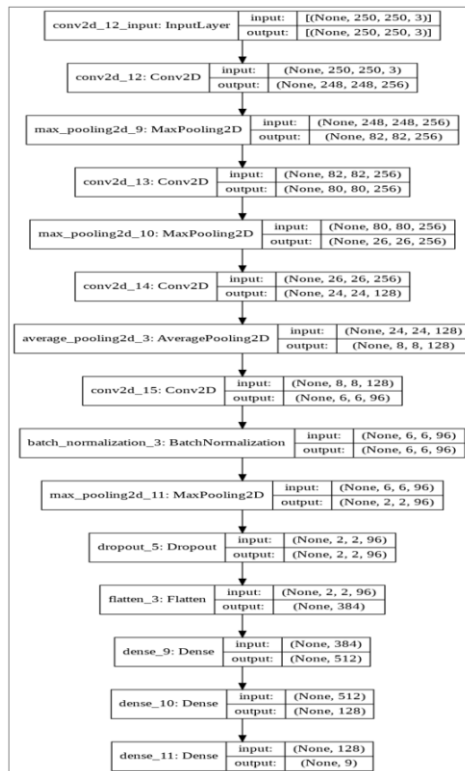 conv2d_12_input: InputLayer input: [(None, 250, 250, 3)]
output: [(None, 250, 250, 3)]
conv2d_12: Conv2D input: (None, 250, 250, 3)
output: (None, 248, 248, 256)
max_pooling2d_9: MaxPooling2D input: (None, 248, 248, 256)
output: (None, 82, 82, 256)
conv2d_13: Conv2D input: (None, 82, 82, 256)
output: (None, 80, 80, 256)
max_pooling2d_10: MaxPooling2D input: (None, 80, 80, 256)
output: (None, 26, 26, 256)
conv2d_14: Conv2D input: (None, 26, 26, 256)
output: (None, 24, 24, 128)
average_pooling2d_3: AveragePooling2D input: (None, 24, 24, 128)
output: (None, 8, 8, 128)
conv2d_15: Conv2D input: (None, 8, 8, 128)
output: (None, 6, 6, 96)
batch_normalization_3: BatchNormalization input: (None, 6, 6, 96)
output: (None, 6, 6, 96)
max_pooling2d_11: MaxPooling2D input: (None, 6, 6, 96)
output: (None, 2, 2, 96)
dropout_5: Dropout input: (None, 2, 2, 96)
output: (None, 2, 2, 96)
flatten_3: Flatten input: (None, 2, 2, 96)
output: (None, 384)
dense_9: Dense input: (None, 384)
output: (None, 512)
dense_10: Dense input: (None, 512)
output: (None, 128)
dense_11: Dense input: (None, 128)
output: (None, 9)